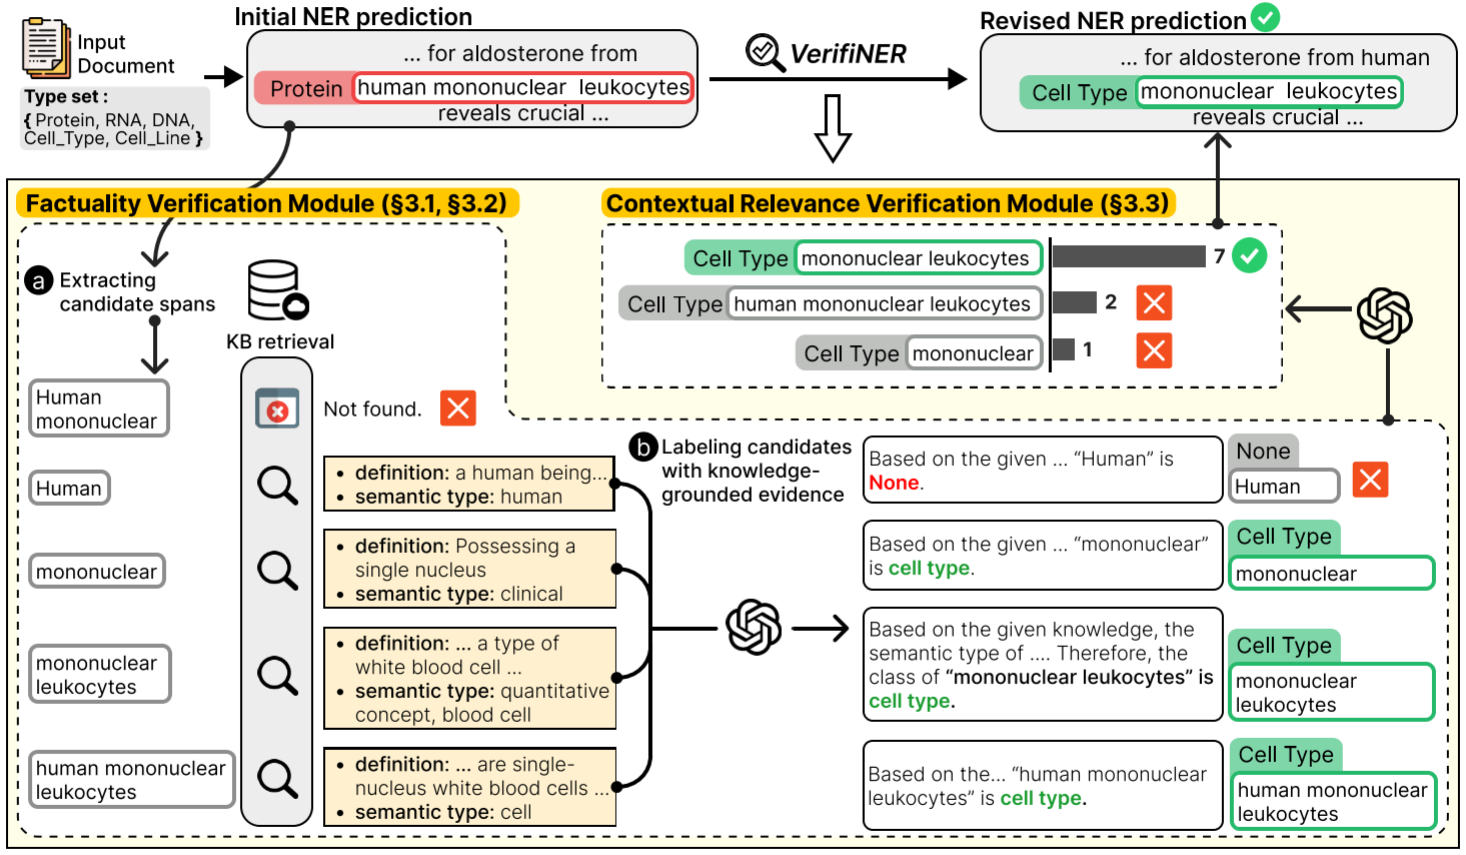 Initial NER prediction
Input
Document
Type set :
{ Protein, RNA, DNA,
Cell_Type, Cell_Line }
... for aldosterone from
Protein human mononuclear leukocytes
reveals crucial ...
VerifiNER
Revised NER prediction
... for aldosterone from human
Cell Type mononuclear leukocytes
reveals crucial ...
Factuality Verification Module (§3.1, §3.2)
a Extracting
candidate spans
KB retrieval
Human
mononuclear
Not found.
Human
• definition: a human being...
• semantic type: human
mononuclear
• definition: Possessing a
single nucleus
• semantic type: clinical
mononuclear
leukocytes
• definition: ... a type of
white blood cell ...
• semantic type: quantitative
concept, blood cell
human mononuclear
leukocytes
• definition: ... are single-
nucleus white blood cells ...
• semantic type: cell
Contextual Relevance Verification Module (§3.3)
Cell Type mononuclear leukocytes 7
Cell Type human mononuclear leukocytes 2
Cell Type mononuclear 1
b Labeling candidates
with knowledge-
grounded evidence
Based on the given ... “Human” is
None.
None
Human
Based on the given ... “mononuclear”
is cell type.
Cell Type
mononuclear
Based on the given knowledge, the
semantic type of .... Therefore, the
class of “mononuclear leukocytes” is
cell type.
Cell Type
mononuclear
leukocytes
Based on the... “human mononuclear
leukocytes” is cell type.
Cell Type
human mononuclear
leukocytes